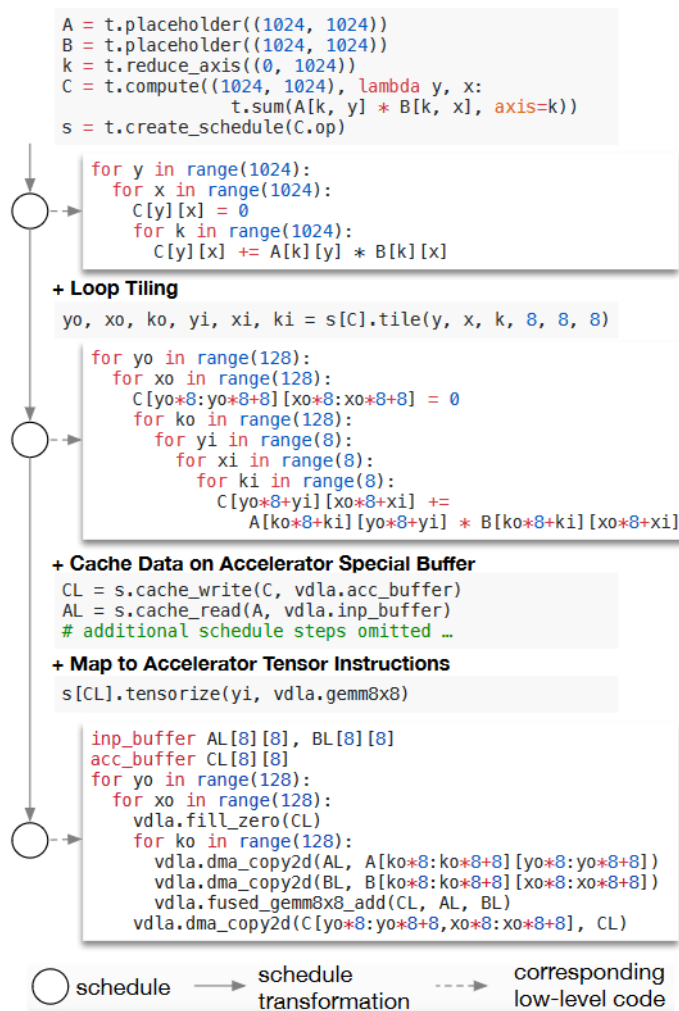 A = t.placeholder((1024, 1024))
B = t.placeholder((1024, 1024))
k = t.reduce_axis((0, 1024))
C = t.compute((1024, 1024), lambda y, x:
t.sum(A[k, y] * B[k, x], axis=k))
s = t.create_schedule(C.op)
for y in range(1024):
for x in range(1024):
C[y][x] = 0
for k in range(1024):
C[y][x] += A[k][y] * B[k][x]
+ Loop Tiling
yo, xo, ko, yi, xi, ki = s[C].tile(y, x, k, 8, 8, 8)
for yo in range(128):
for xo in range(128):
C[yo*8:yo*8+8][xo*8:xo*8+8] = 0
for ko in range(128):
for yi in range(8):
for xi in range(8):
for ki in range(8):
C[yo*8+yi][xo*8+xi] +=
A[ko*8+ki][yo*8+yi] * B[ko*8+ki][xo*8+xi]
+ Cache Data on Accelerator Special Buffer
CL = s.cache_write(C, vdla.acc_buffer)
AL = s.cache_read(A, vdla.inp_buffer)
# additional schedule steps omitted …
+ Map to Accelerator Tensor Instructions
s[CL].tensorize(yi, vdla.gemm8x8)
inp_buffer AL[8][8], BL[8][8]
acc_buffer CL[8][8]
for yo in range(128):
for xo in range(128):
vdla.fill_zero(CL)
for ko in range(128):
vdla.dma_copy2d(AL, A[ko*8:ko*8+8][yo*8:yo*8+8])
vdla.dma_copy2d(BL, B[ko*8:ko*8+8][xo*8:xo*8+8])
vdla.fused_gemm8x8_add(CL, AL, BL)
vdla.dma_copy2d(C[yo*8:yo*8+8,xo*8:xo*8+8], CL)
schedule
schedule transformation
corresponding low-level code